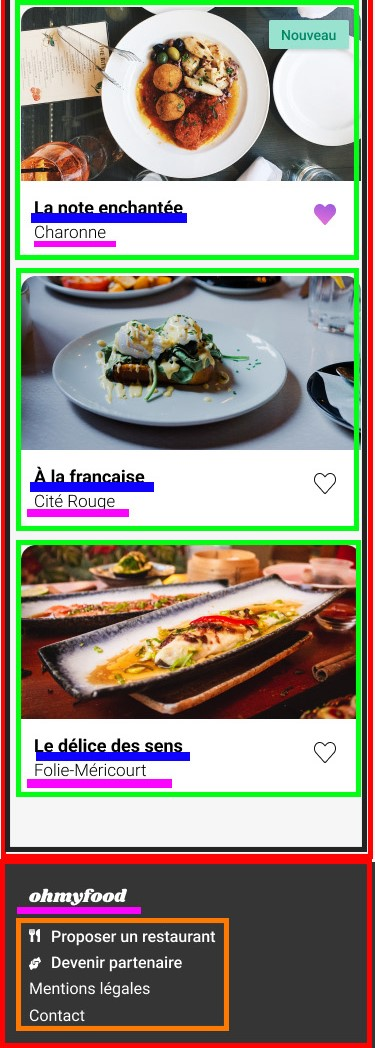 Nouveau
La note enchantée
Charonne
À la française
Cité Rouge
Le délice des sens
Folie-Méricourt
ohmyfood
Proposer un restaurant
Devenir partenaire
Mentions légales
Contact